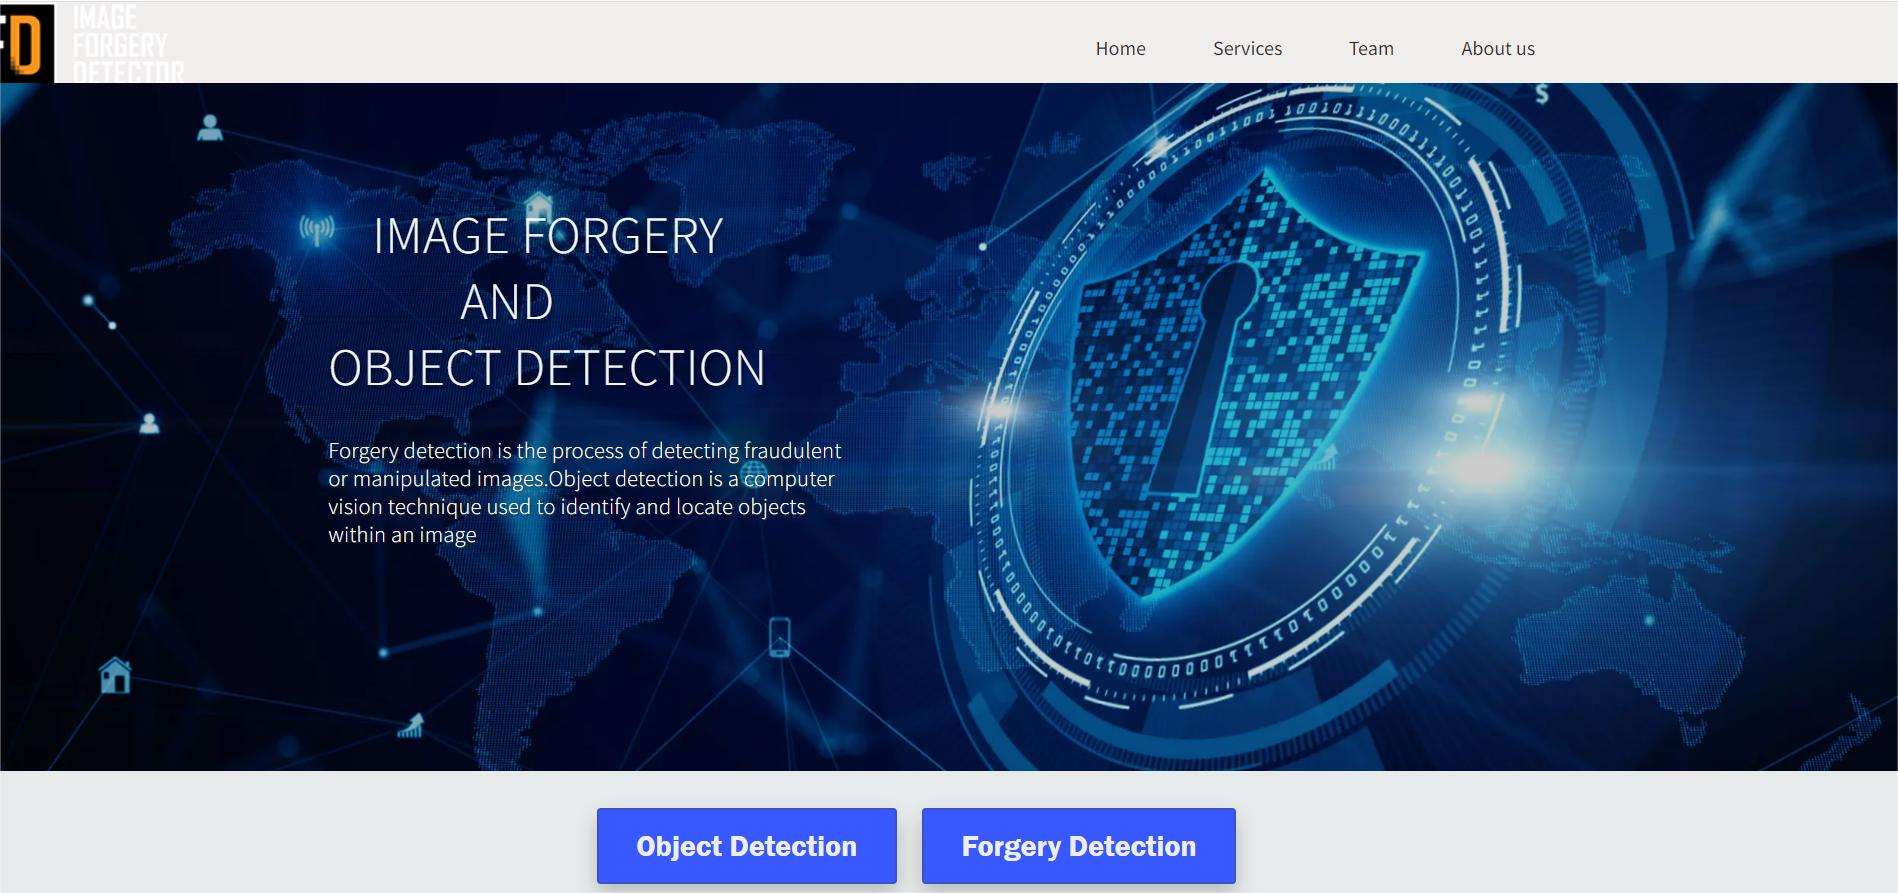 FD
IMAGE
FORGERY
DETECTOR
Home Services Team About us
$
IMAGE FORGERY
AND
OBJECT DETECTION
Forgery detection is the process of detecting fraudulent
or manipulated images.Object detection is a computer
vision technique used to identify and locate objects
within an image
Object Detection Forgery Detection